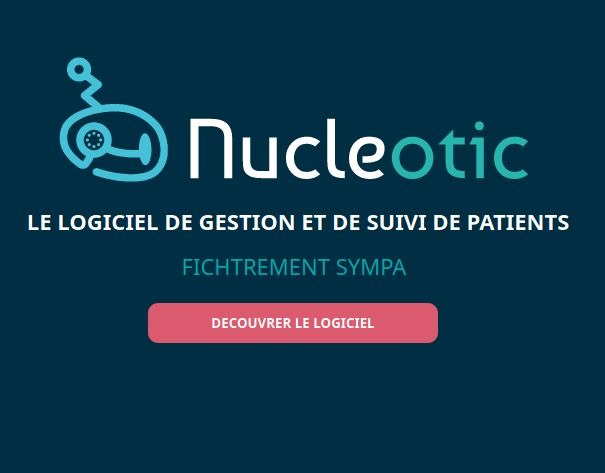 Nucleotic
LE LOGICIEL DE GESTION ET DE SUIVI DE PATIENTS
FICHTREMENT SYMPA
DECOUVRER LE LOGICIEL